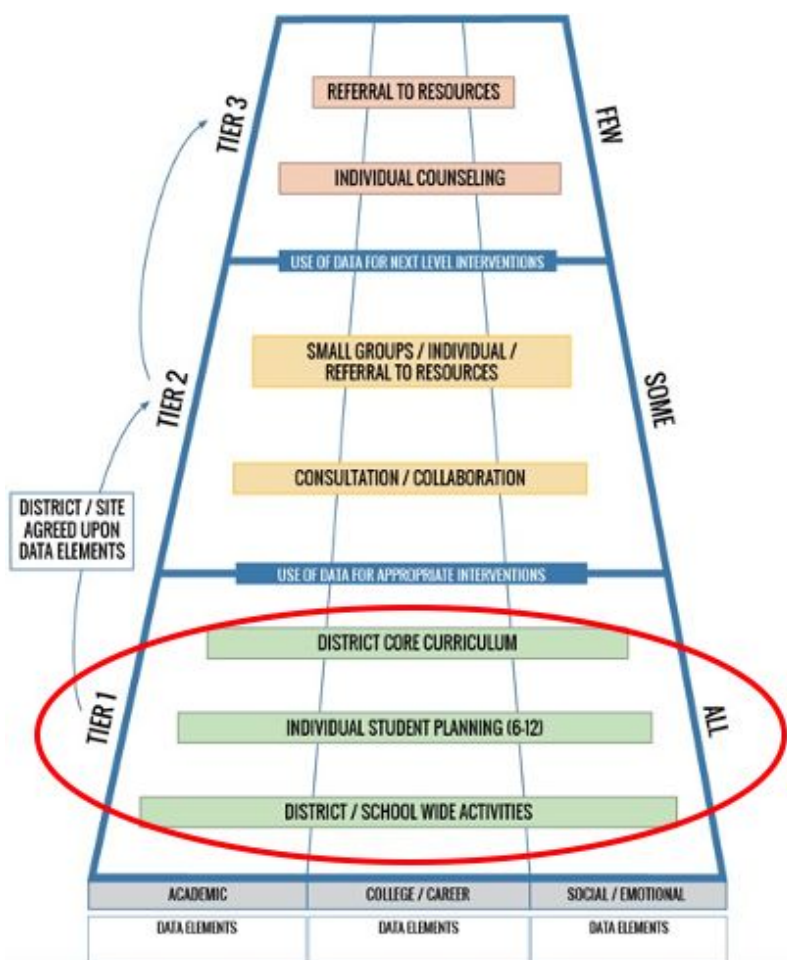 TIER 3
FEW
REFERRAL TO RESOURCES
INDIVIDUAL COUNSELING
USE OF DATA FOR NEXT LEVEL INTERVENTIONS
TIER 2
SOME
SMALL GROUPS / INDIVIDUAL /
REFERRAL TO RESOURCES
CONSULTATION / COLLABORATION
DISTRICT / SITE
AGREED UPON
DATA ELEMENTS
USE OF DATA FOR APPROPRIATE INTERVENTIONS
TIER 1
ALL
DISTRICT CORE CURRICULUM
INDIVIDUAL STUDENT PLANNING (6-12)
DISTRICT / SCHOOL WIDE ACTIVITIES
ACADEMIC
COLLEGE / CAREER
SOCIAL / EMOTIONAL
DATA ELEMENTS
DATA ELEMENTS
DATA ELEMENTS